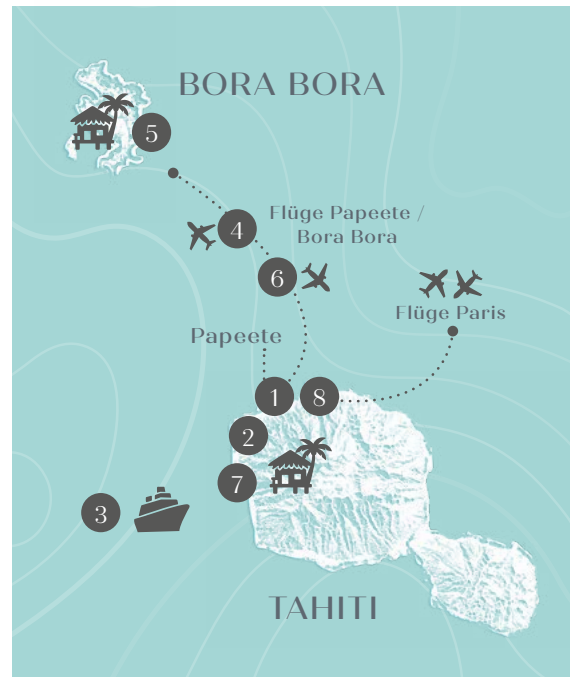 BORA BORA
5
4
Flüge Papeete /
Bora Bora
6
Flüge Paris
Papeete
1
8
2
7
3
TAHITI